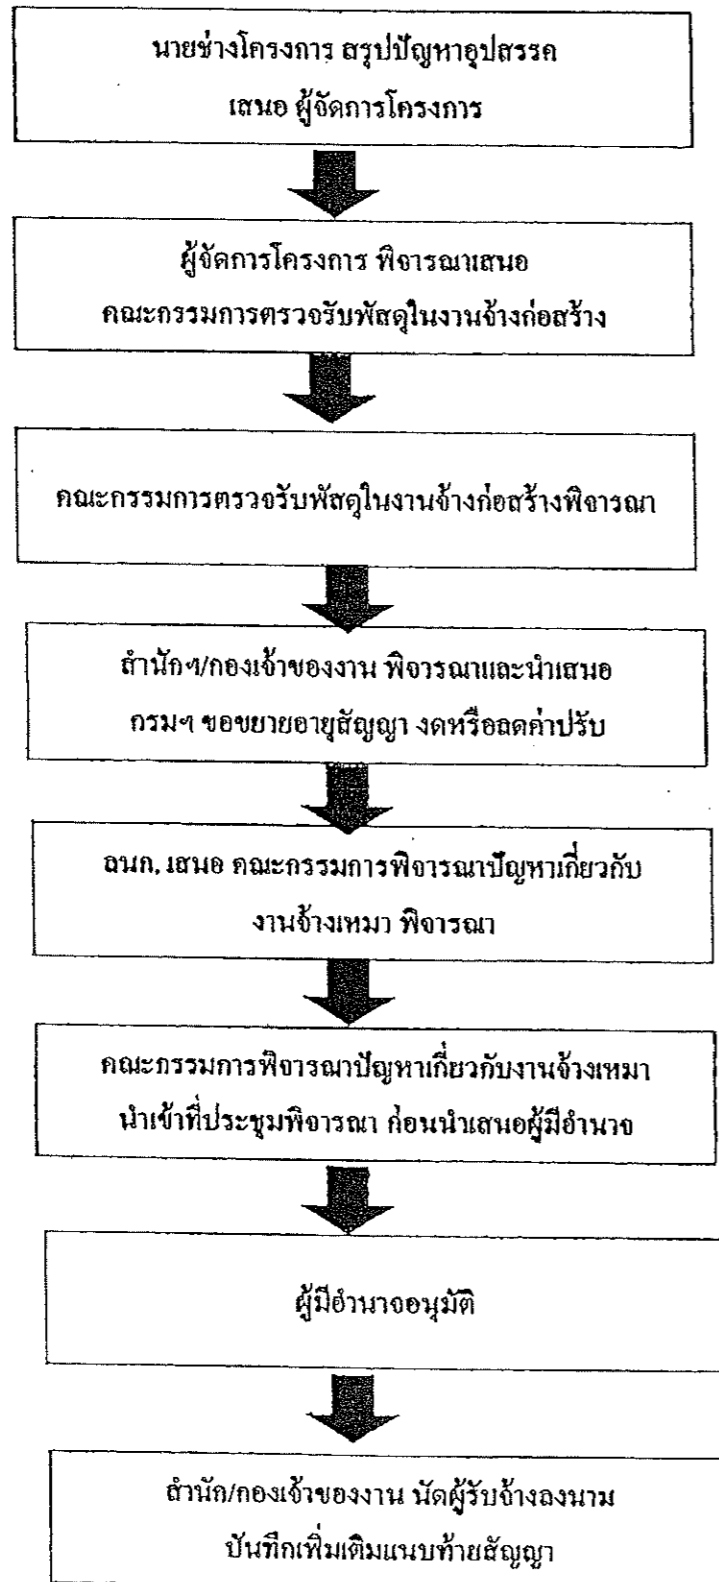 นายช่างโครงการ สรุปปัญหาอุปสรรค
เสนอ ผู้จัดการโครงการ
ผู้จัดการโครงการ พิจารณาเสนอ
คณะกรรมการตรวจรับพัสดุในงานจ้างก่อสร้าง
คณะกรรมการตรวจรับพัสดุในงานจ้างก่อสร้างพิจารณา
สำนักฯ/กองเจ้าของงาน พิจารณาและนำเสนอ
กรมฯ ขอขยายอายุสัญญา งดหรือลดค่าปรับ
ลนก. เสนอ คณะกรรมการพิจารณาปัญหาเกี่ยวกับ
งานจ้างเหมา พิจารณา
คณะกรรมการพิจารณาปัญหาเกี่ยวกับงานจ้างเหมา
นำเข้าที่ประชุมพิจารณา ก่อนนำเสนอผู้มีอำนาจ
ผู้มีอำนาจอนุมัติ
สำนัก/กองเจ้าของงาน นัดผู้รับจ้างลงนาม
บันทึกเพิ่มเติมแนบท้ายสัญญา